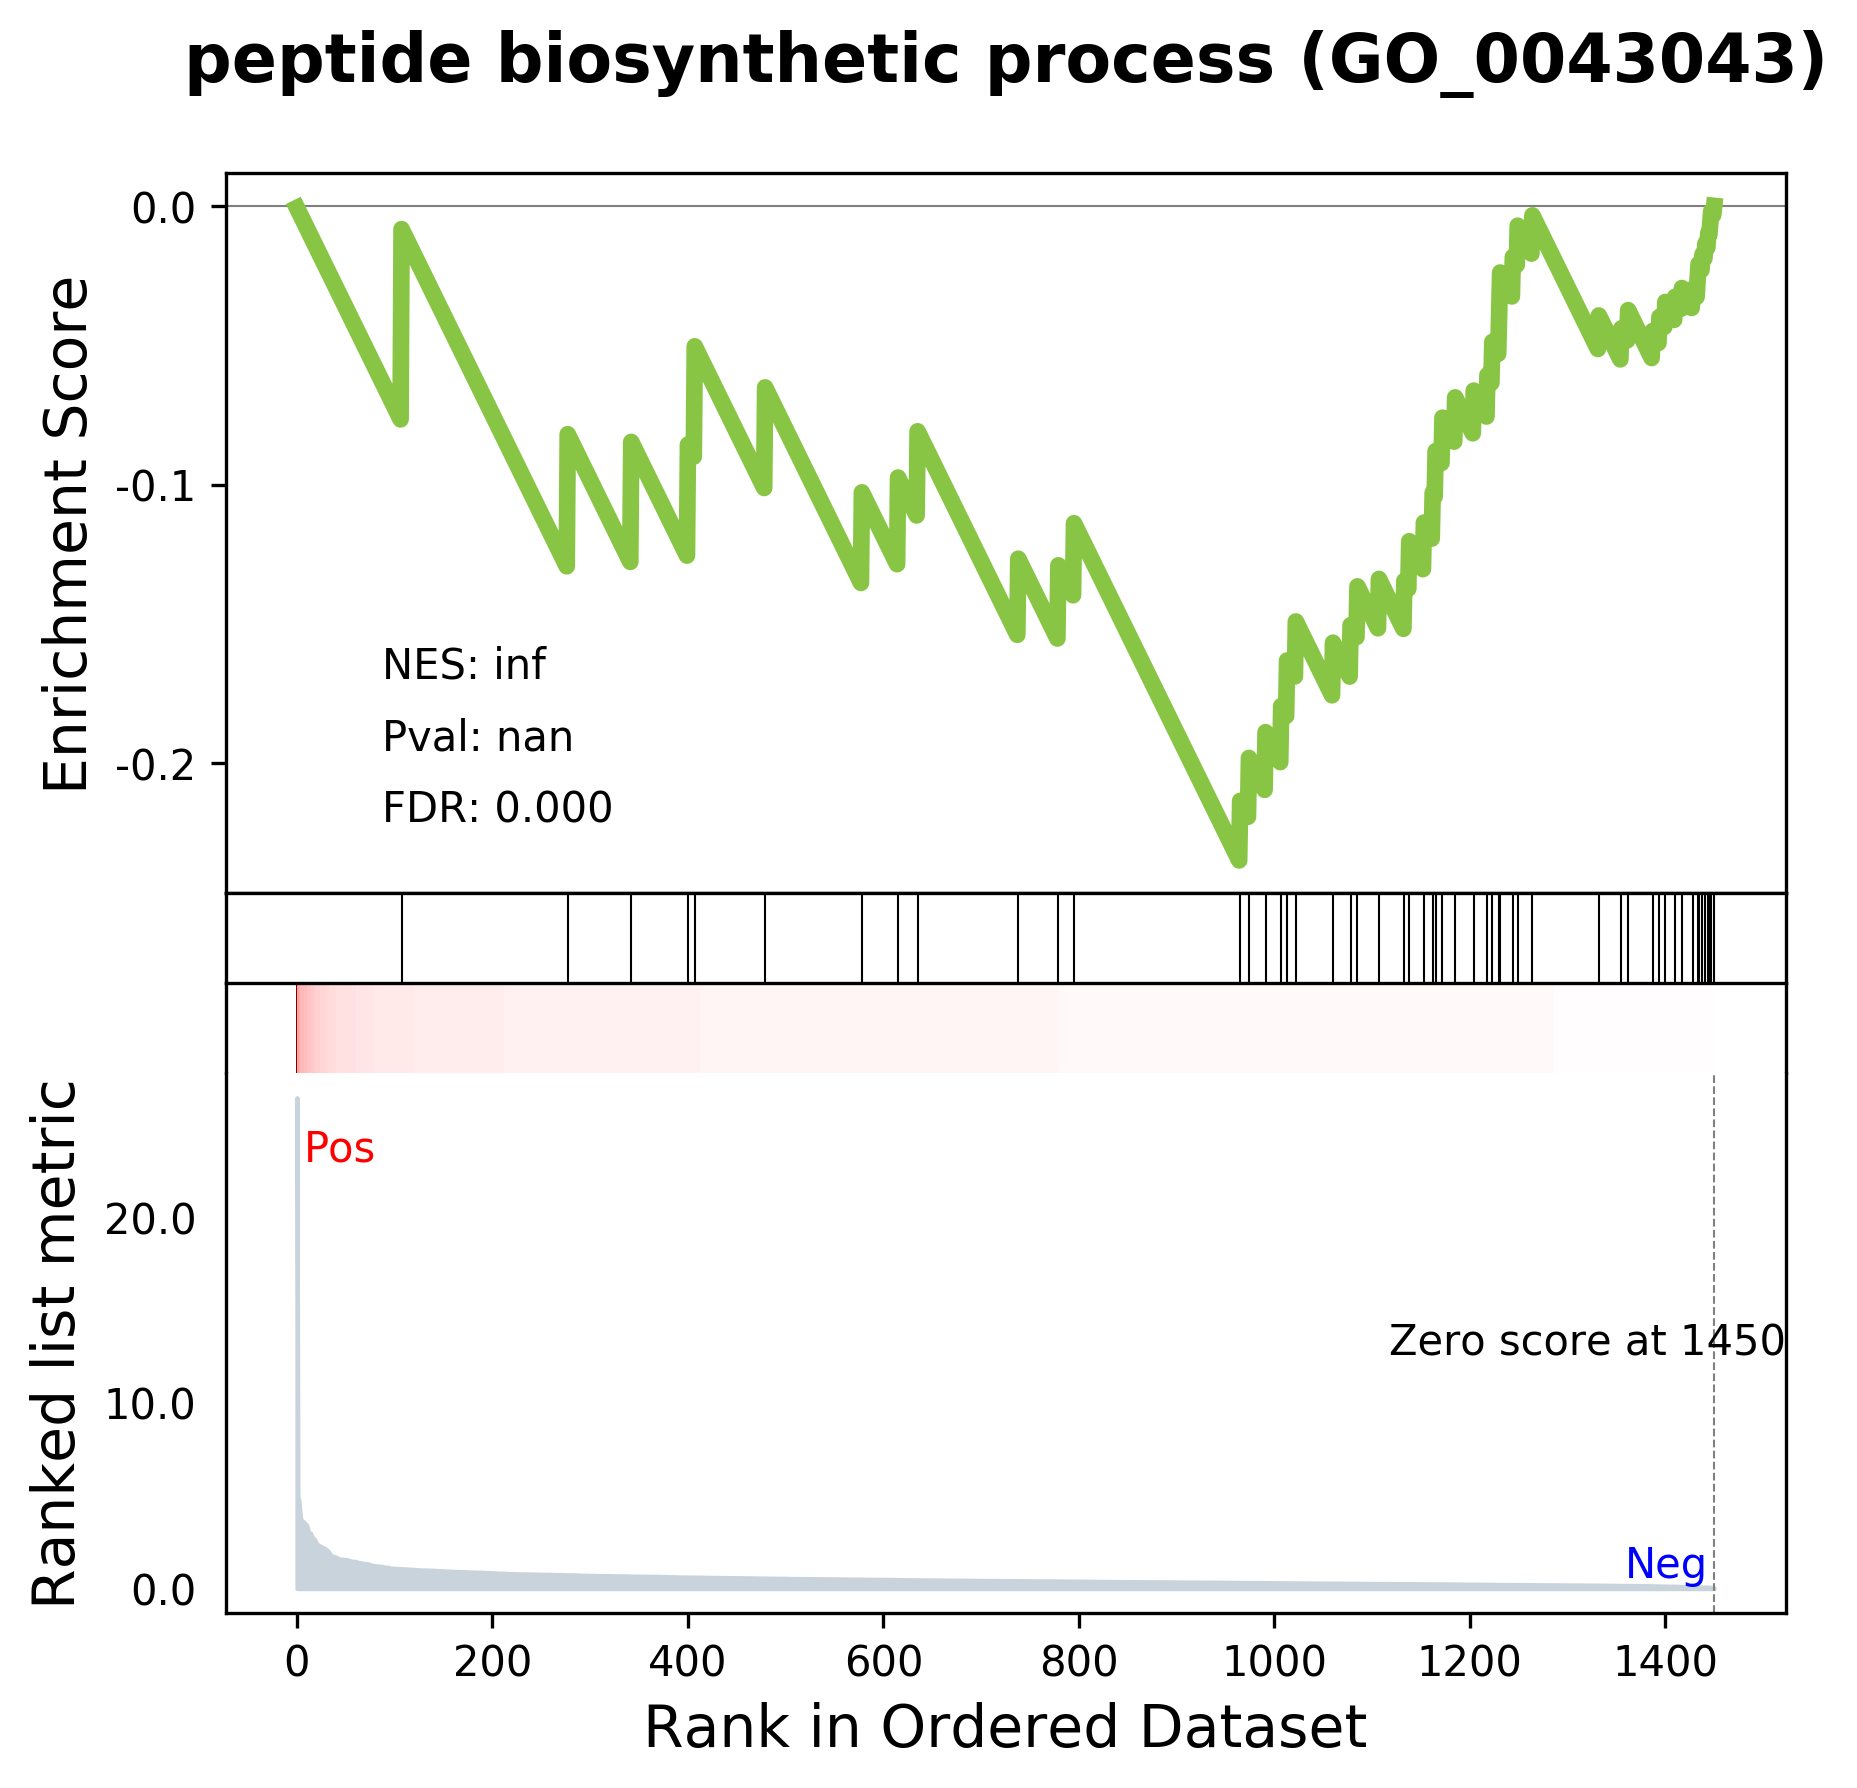 peptide biosynthetic process (GO_0043043)
0.0
-0.1
-0.2
Enrichment Score
NES: inf
Pval: nan
FDR: 0.000
Ranked list metric
Pos
20.0
10.0
0.0
Zero score at 1450
Neg
0 200 400 600 800 1000 1200 1400
Rank in Ordered Dataset